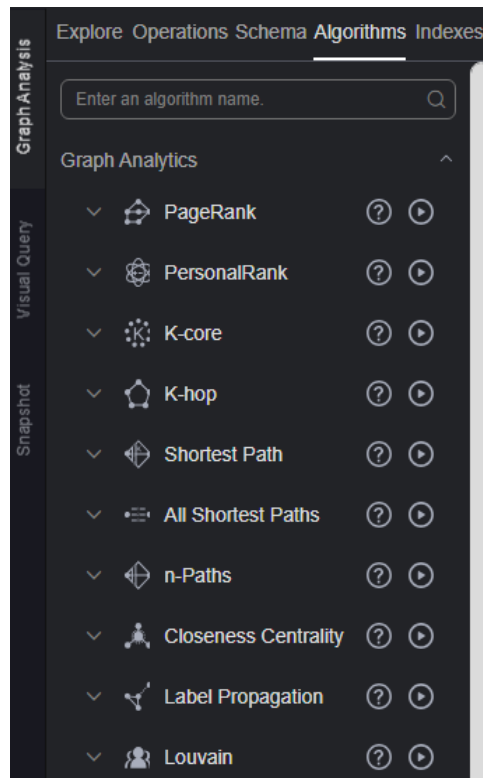 Explore Operations Schema Algorithms Indexes
Graph Analysis
Visual Query
Snapshot
Enter an algorithm name.
Graph Analytics
PageRank
PersonalRank
K-core
K-hop
Shortest Path
All Shortest Paths
n-Paths
Closeness Centrality
Label Propagation
Louvain